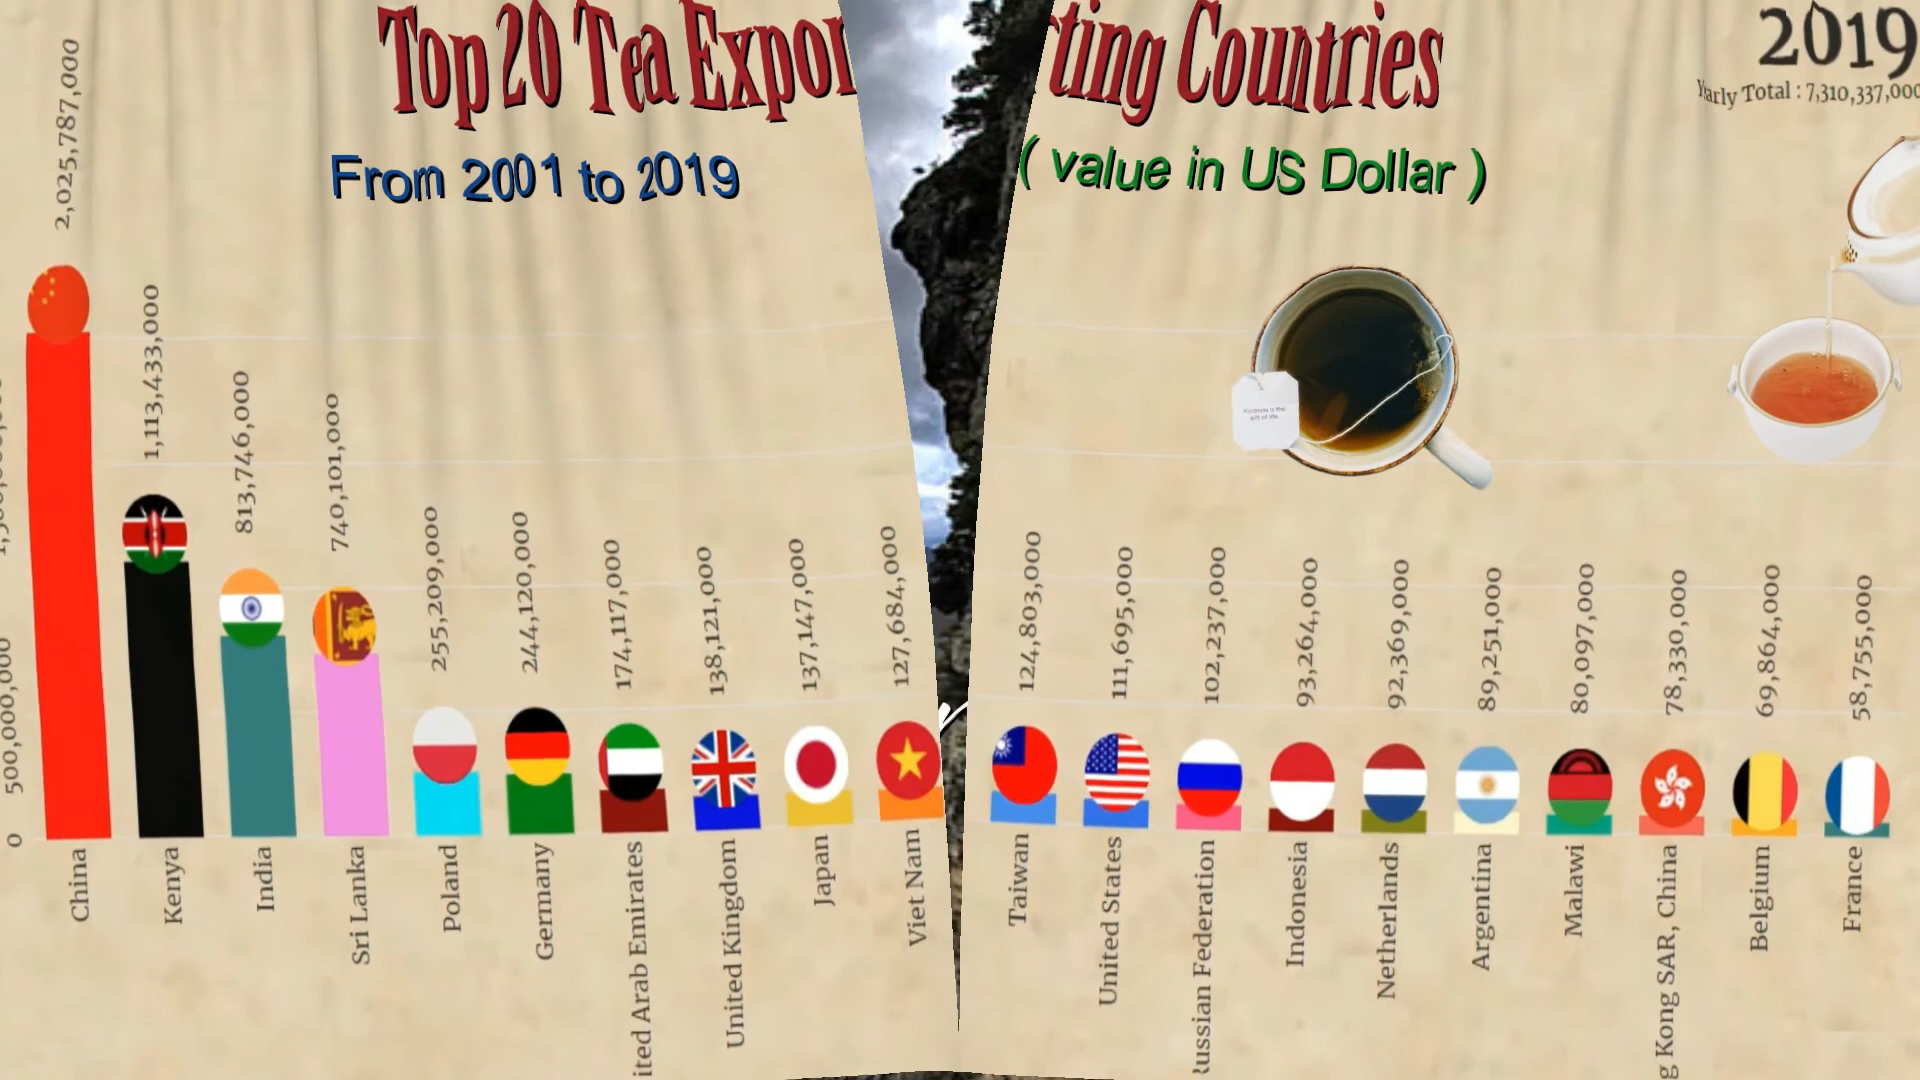 Top 20 Tea Exporting Countries
2019
Yearly Total : 7,310,337,000
From 2001 to 2019
( value in US Dollar )
2,025,787,000
1,113,433,000
813,746,000
740,101,000
255,209,000
244,120,000
174,117,000
138,121,000
137,147,000
127,684,000
124,803,000
111,695,000
102,237,000
93,264,000
92,369,000
89,251,000
80,097,000
78,330,000
69,864,000
58,755,000
500,000,000
0
China
Kenya
India
Sri Lanka
Poland
Germany
ited Arab Emirates
United Kingdom
Japan
Viet Nam
Taiwan
United States
Russian Federation
Indonesia
Netherlands
Argentina
Malawi
g Kong SAR, China
Belgium
France